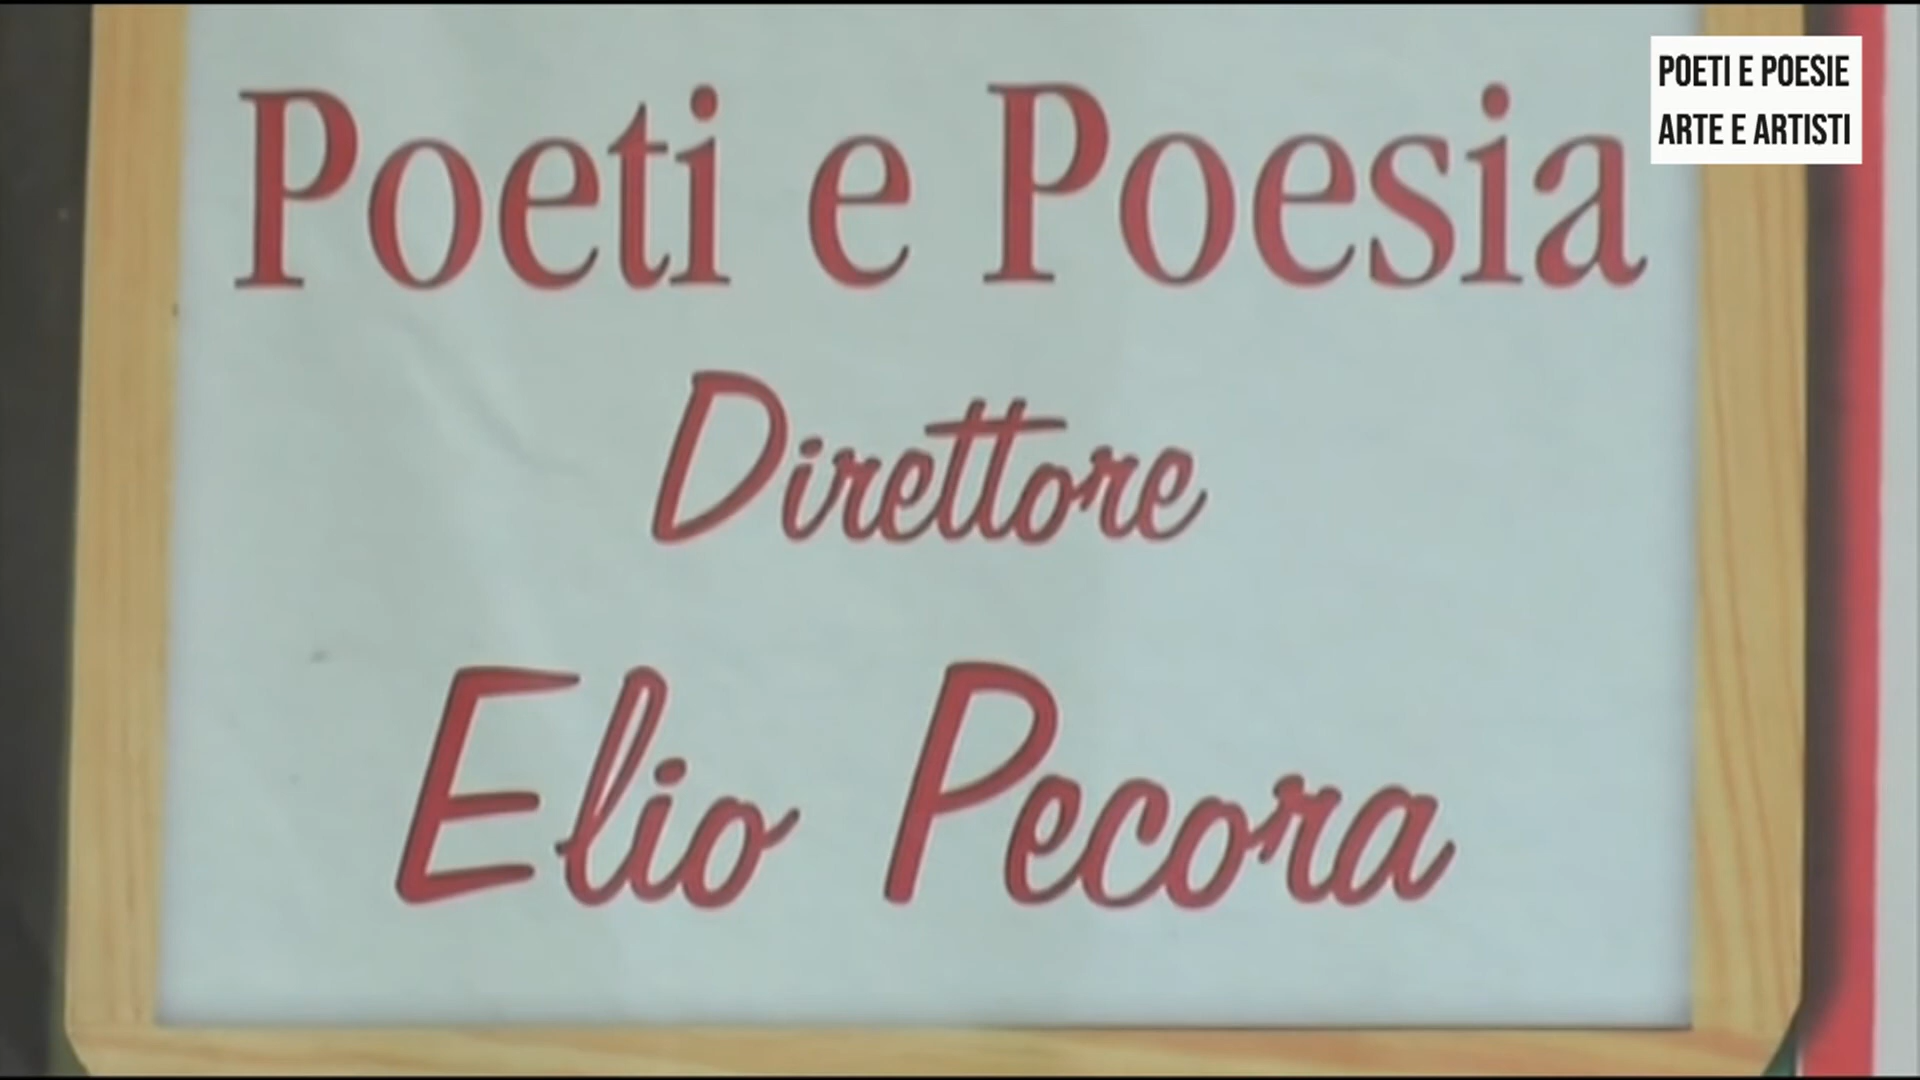 POETI E POESIE
ARTE E ARTISTI
Poeti e Poesia
Direttore
Elio Pecora